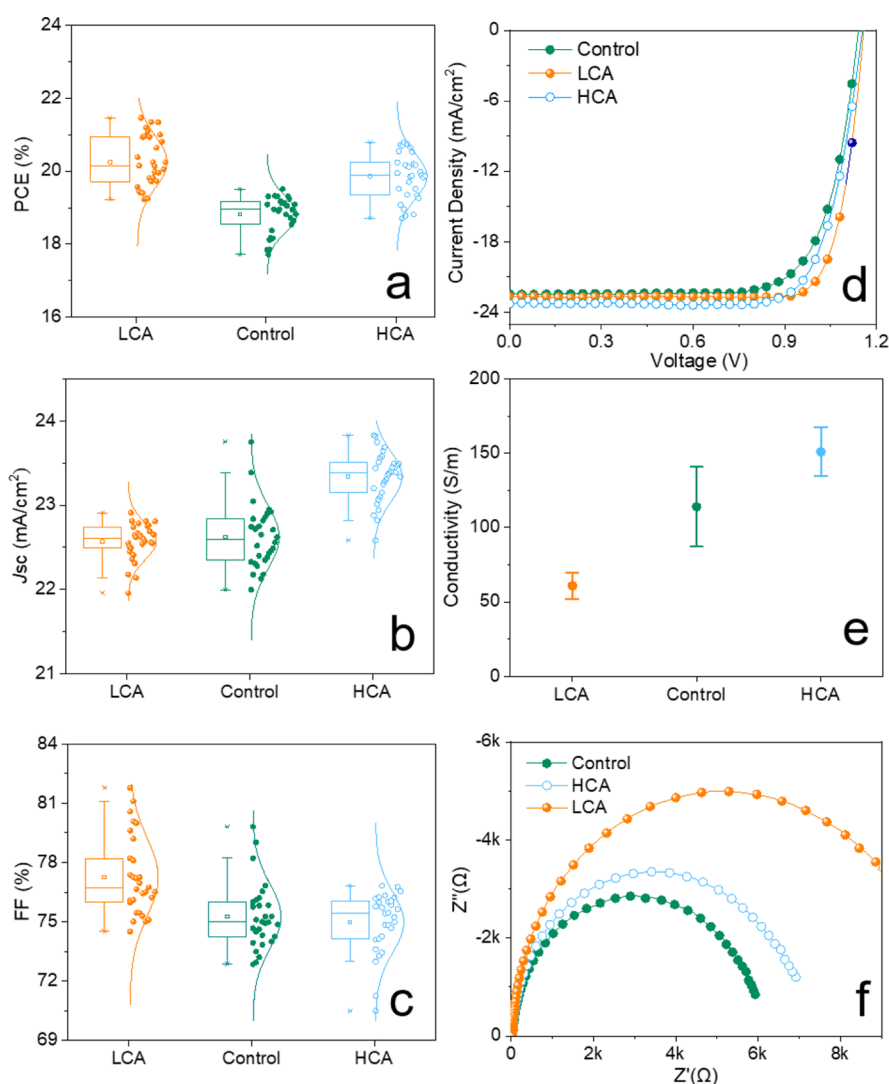 22
20
18
16
PCE (%)
LCA
Control
HCA
a
0
-6
-12
-18
-24
Current Density (mA/cm²)
Control
LCA
HCA
0.0
0.3
0.6
0.9
1.2
Voltage (V)
d
24
23
22
21
Jsc (mA/cm²)
LCA
Control
HCA
b
200
150
100
50
0
Conductivity (S/m)
LCA
Control
HCA
e
84
81
78
75
72
69
FF (%)
LCA
Control
HCA
c
-6k
-4k
-2k
0
Z''(Ω)
Control
HCA
LCA
0
2k
4k
6k
8k
Z'(Ω)
f